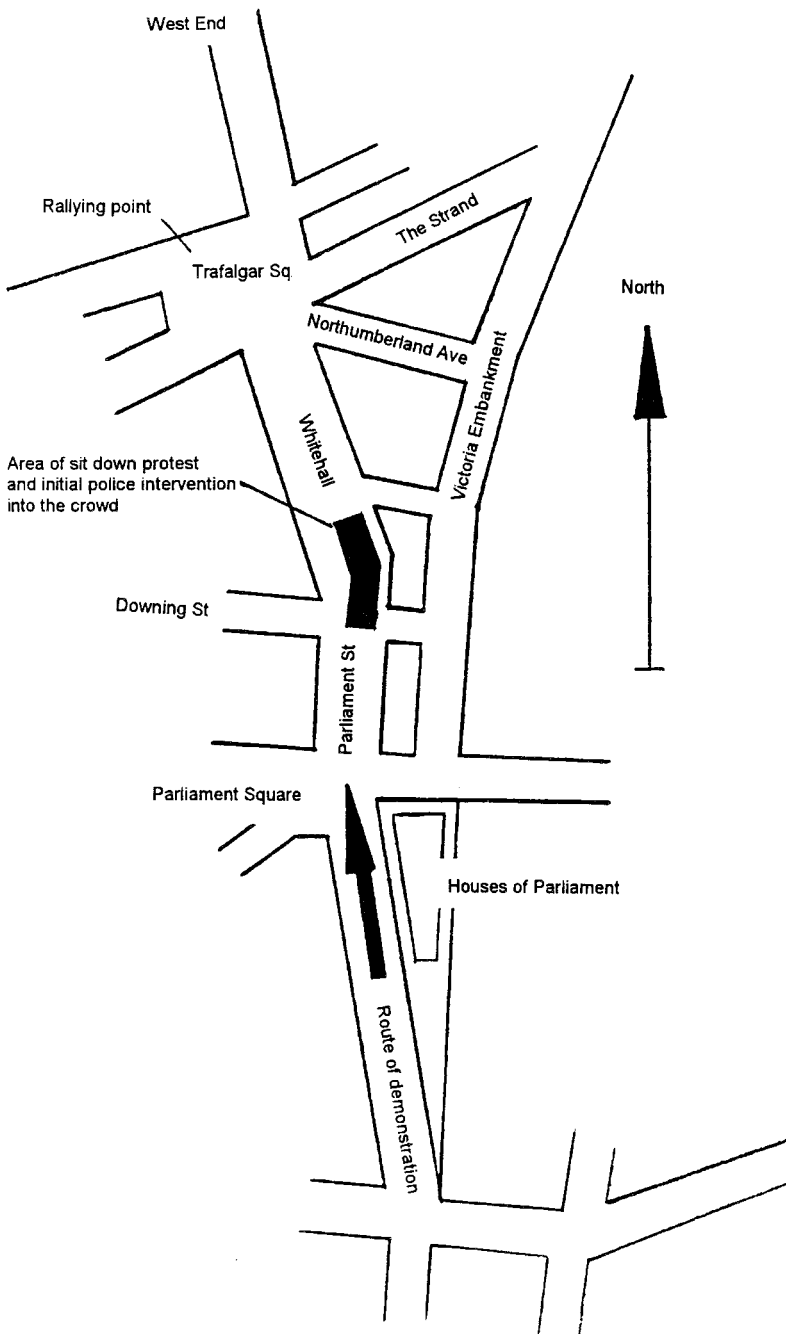 West End
Rallying point
The Strand
Trafalgar Sq.
North
Northumberland Ave
Victoria Embankment
Whitehall
Area of sit down protest
and initial police intervention
into the crowd
Downing St
Parliament St
Parliament Square
Houses of Parliament
Route of demonstration